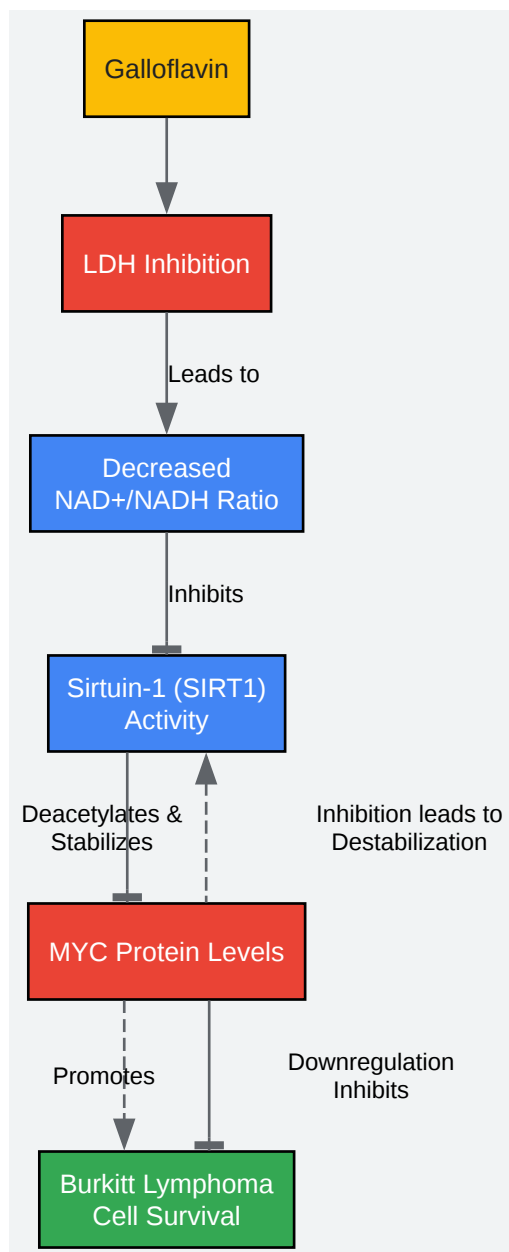 Galloflavin
LDH Inhibition
Leads to
Decreased
NAD+/NADH Ratio
Inhibits
Sirtuin-1 (SIRT1)
Activity
Deacetylates &
Stabilizes
Inhibition leads to
Destabilization
MYC Protein Levels
Promotes
Downregulation
Inhibits
Burkitt Lymphoma
Cell Survival